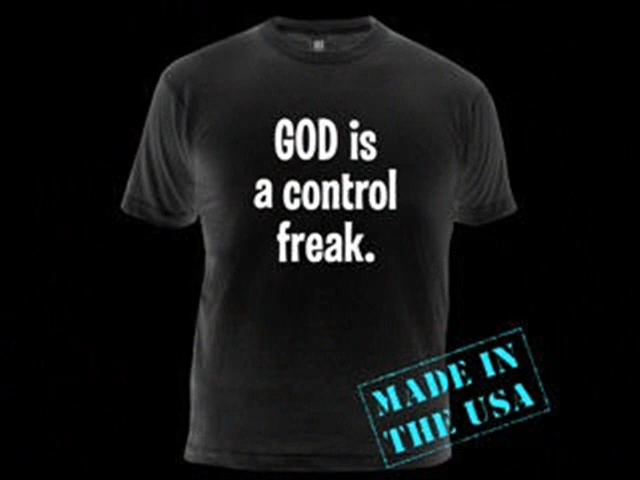 GOD is
a control
freak.
MADE IN
THE USA